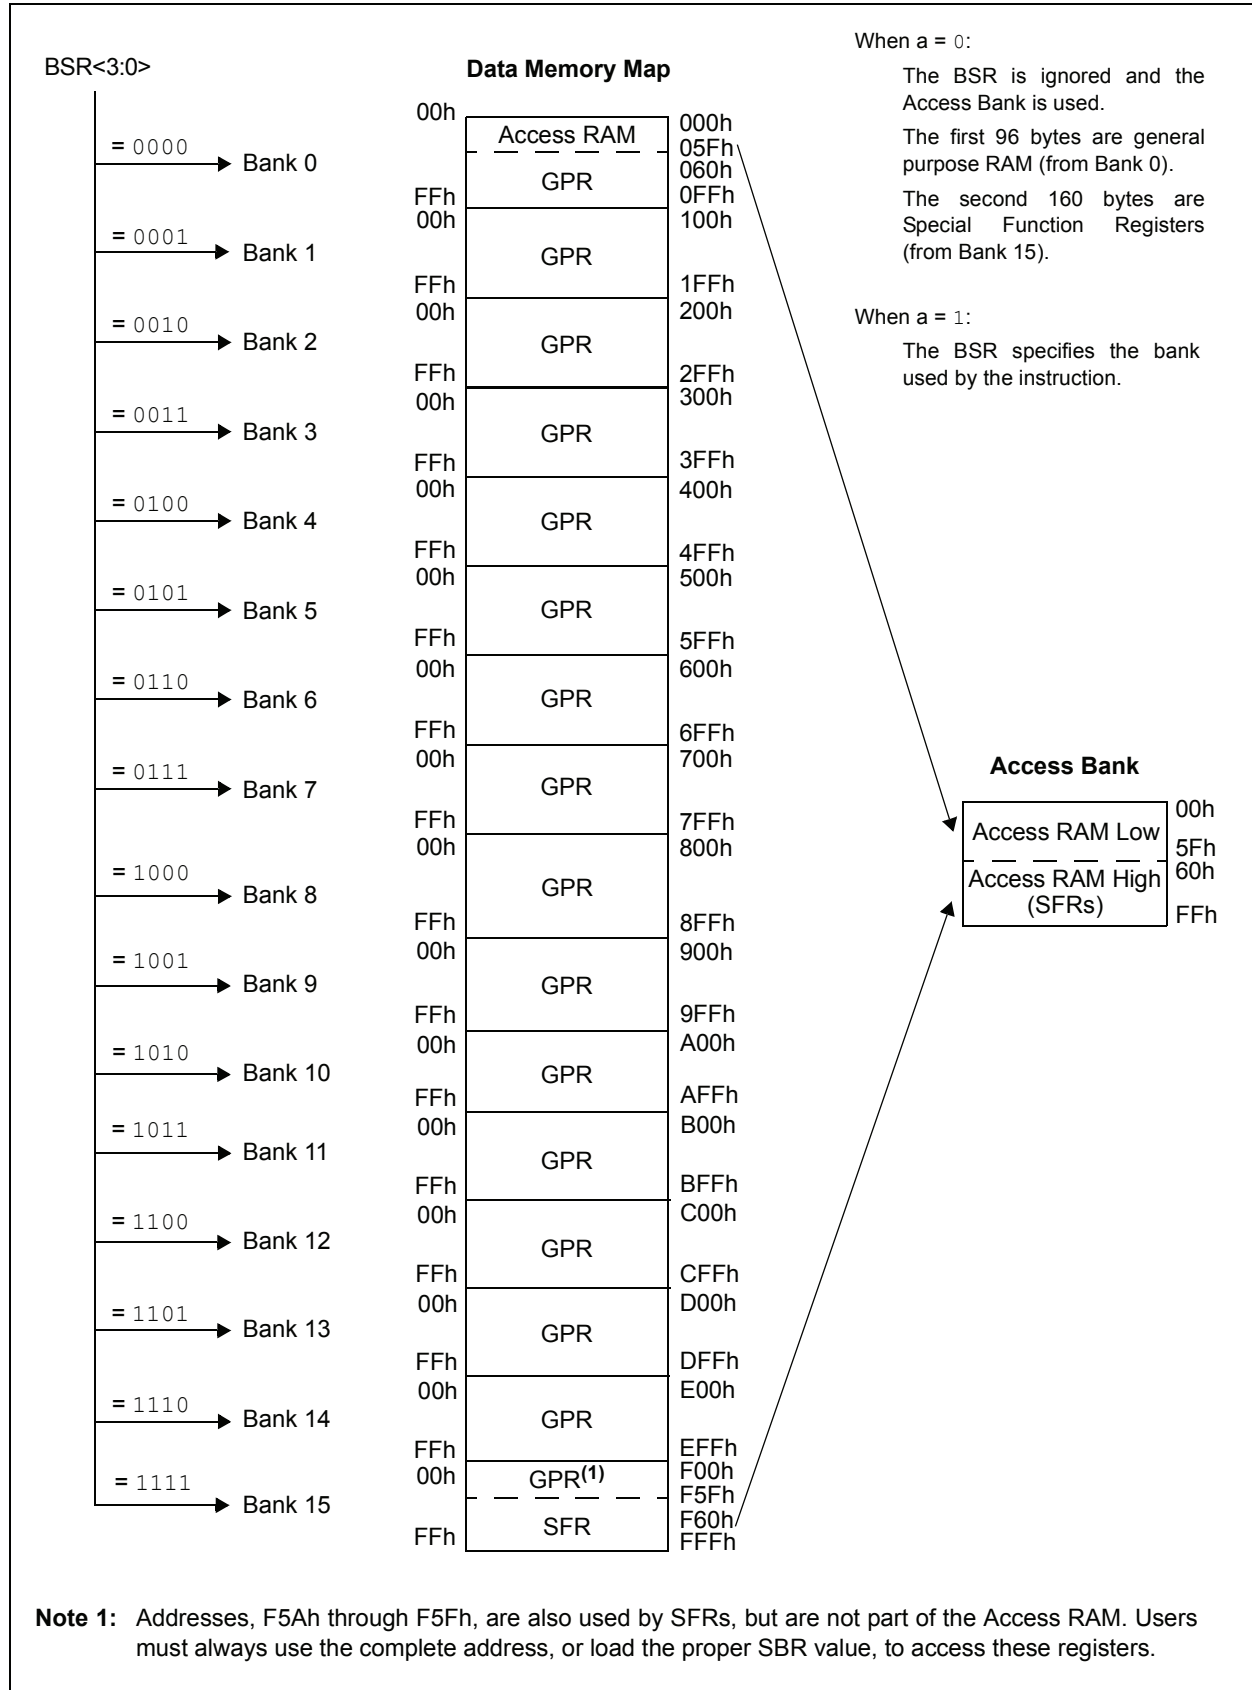 BSR<3:0>
Data Memory Map
When a = 0:
The BSR is ignored and the
Access Bank is used.
The first 96 bytes are general
purpose RAM (from Bank 0).
The second 160 bytes are
Special Function Registers
(from Bank 15).
When a = 1:
The BSR specifies the bank
used by the instruction.
= 0000
Bank 0
00h
Access RAM
000h
05Fh
GPR
060h
FFh
0FFh
= 0001
Bank 1
00h
100h
GPR
FFh
1FFh
= 0010
Bank 2
00h
200h
GPR
FFh
2FFh
= 0011
Bank 3
00h
300h
GPR
FFh
3FFh
= 0100
Bank 4
00h
400h
GPR
FFh
4FFh
= 0101
Bank 5
00h
500h
GPR
FFh
5FFh
= 0110
Bank 6
00h
600h
GPR
FFh
6FFh
= 0111
Bank 7
00h
700h
GPR
FFh
7FFh
= 1000
Bank 8
00h
800h
GPR
FFh
8FFh
= 1001
Bank 9
00h
900h
GPR
FFh
9FFh
= 1010
Bank 10
00h
A00h
GPR
FFh
AFFh
= 1011
Bank 11
00h
B00h
GPR
FFh
BFFh
= 1100
Bank 12
00h
C00h
GPR
FFh
CFFh
= 1101
Bank 13
00h
D00h
GPR
FFh
DFFh
= 1110
Bank 14
00h
E00h
GPR
FFh
EFFh
= 1111
Bank 15
00h
GPR(1)
F00h
F5Fh
SFR
F60h
FFh
FFFh
Access Bank
Access RAM Low
00h
5Fh
Access RAM High
(SFRs)
60h
FFh
Note 1: Addresses, F5Ah through F5Fh, are also used by SFRs, but are not part of the Access RAM. Users
must always use the complete address, or load the proper SBR value, to access these registers.